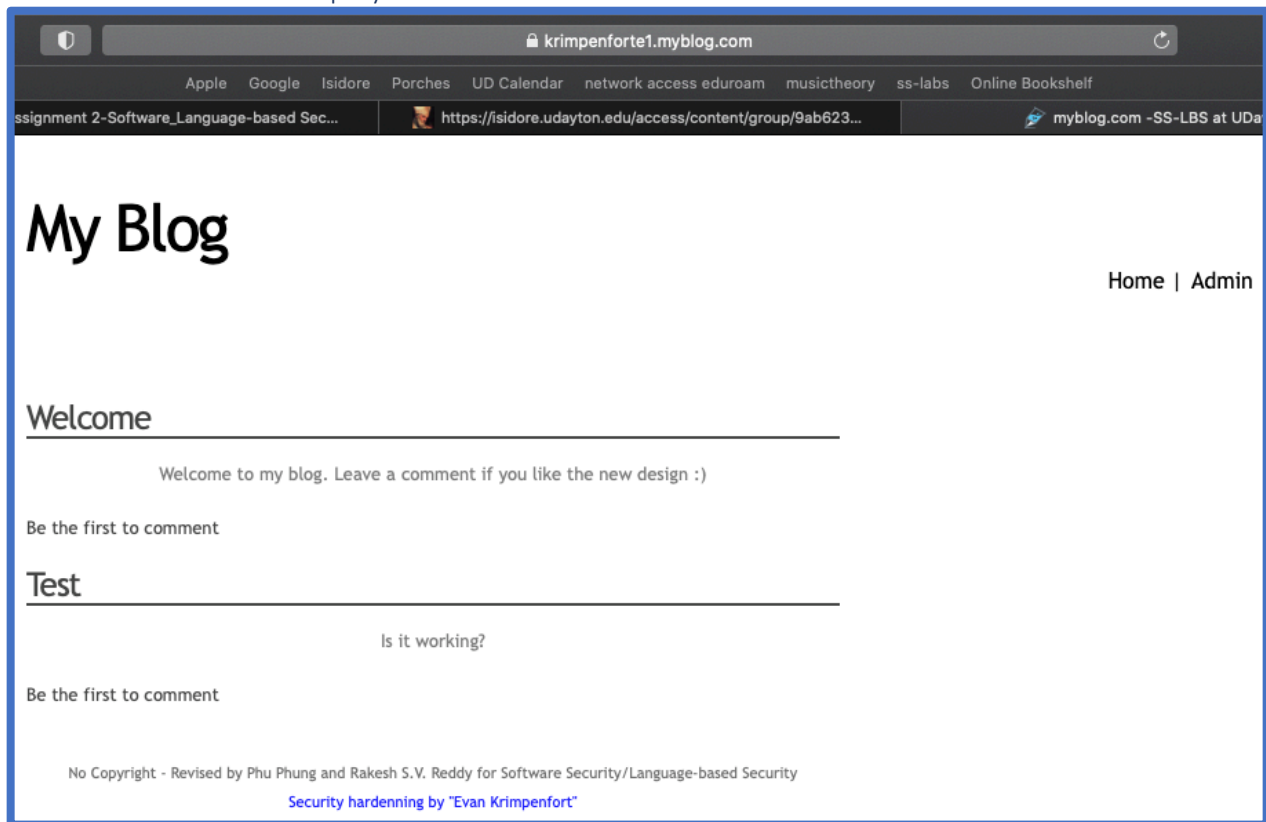 krimpenforte1.myblog.com
Apple Google Isidore Porches UD Calendar network access eduroam musictheory ss-labs Online Bookshelf
ssignment 2-Software_Language-based Sec... https://isidore.udayton.edu/access/content/group/9ab623... myblog.com -SS-LBS at UDa
My Blog
Home | Admin
Welcome
Welcome to my blog. Leave a comment if you like the new design :)
Be the first to comment
Test
Is it working?
Be the first to comment
No Copyright - Revised by Phu Phung and Rakesh S.V. Reddy for Software Security/Language-based Security
Security hardenning by "Evan Krimpenfort"